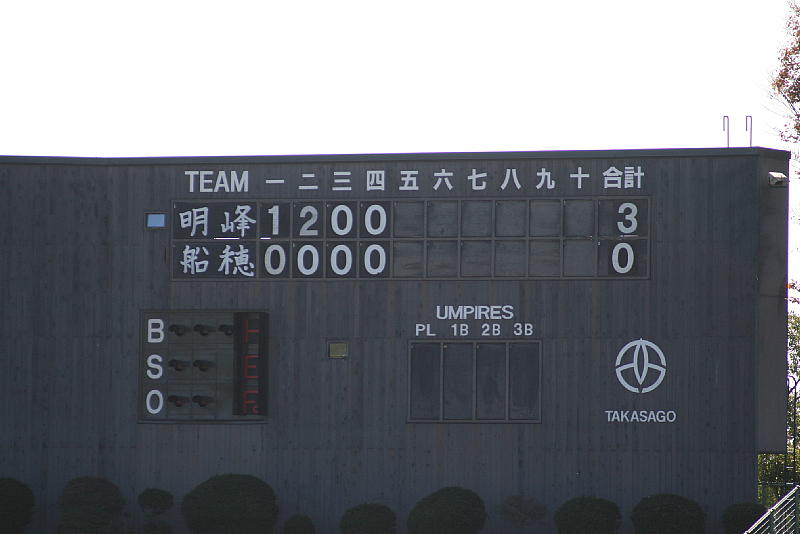 TEAM 一 二 三 四 五 六 七 八 九 十 合計
明峰 1 2 0 0 3
船穂 0 0 0 0 0
B H
S E
O Fc
UMPIRES
PL 1B 2B 3B
TAKASAGO